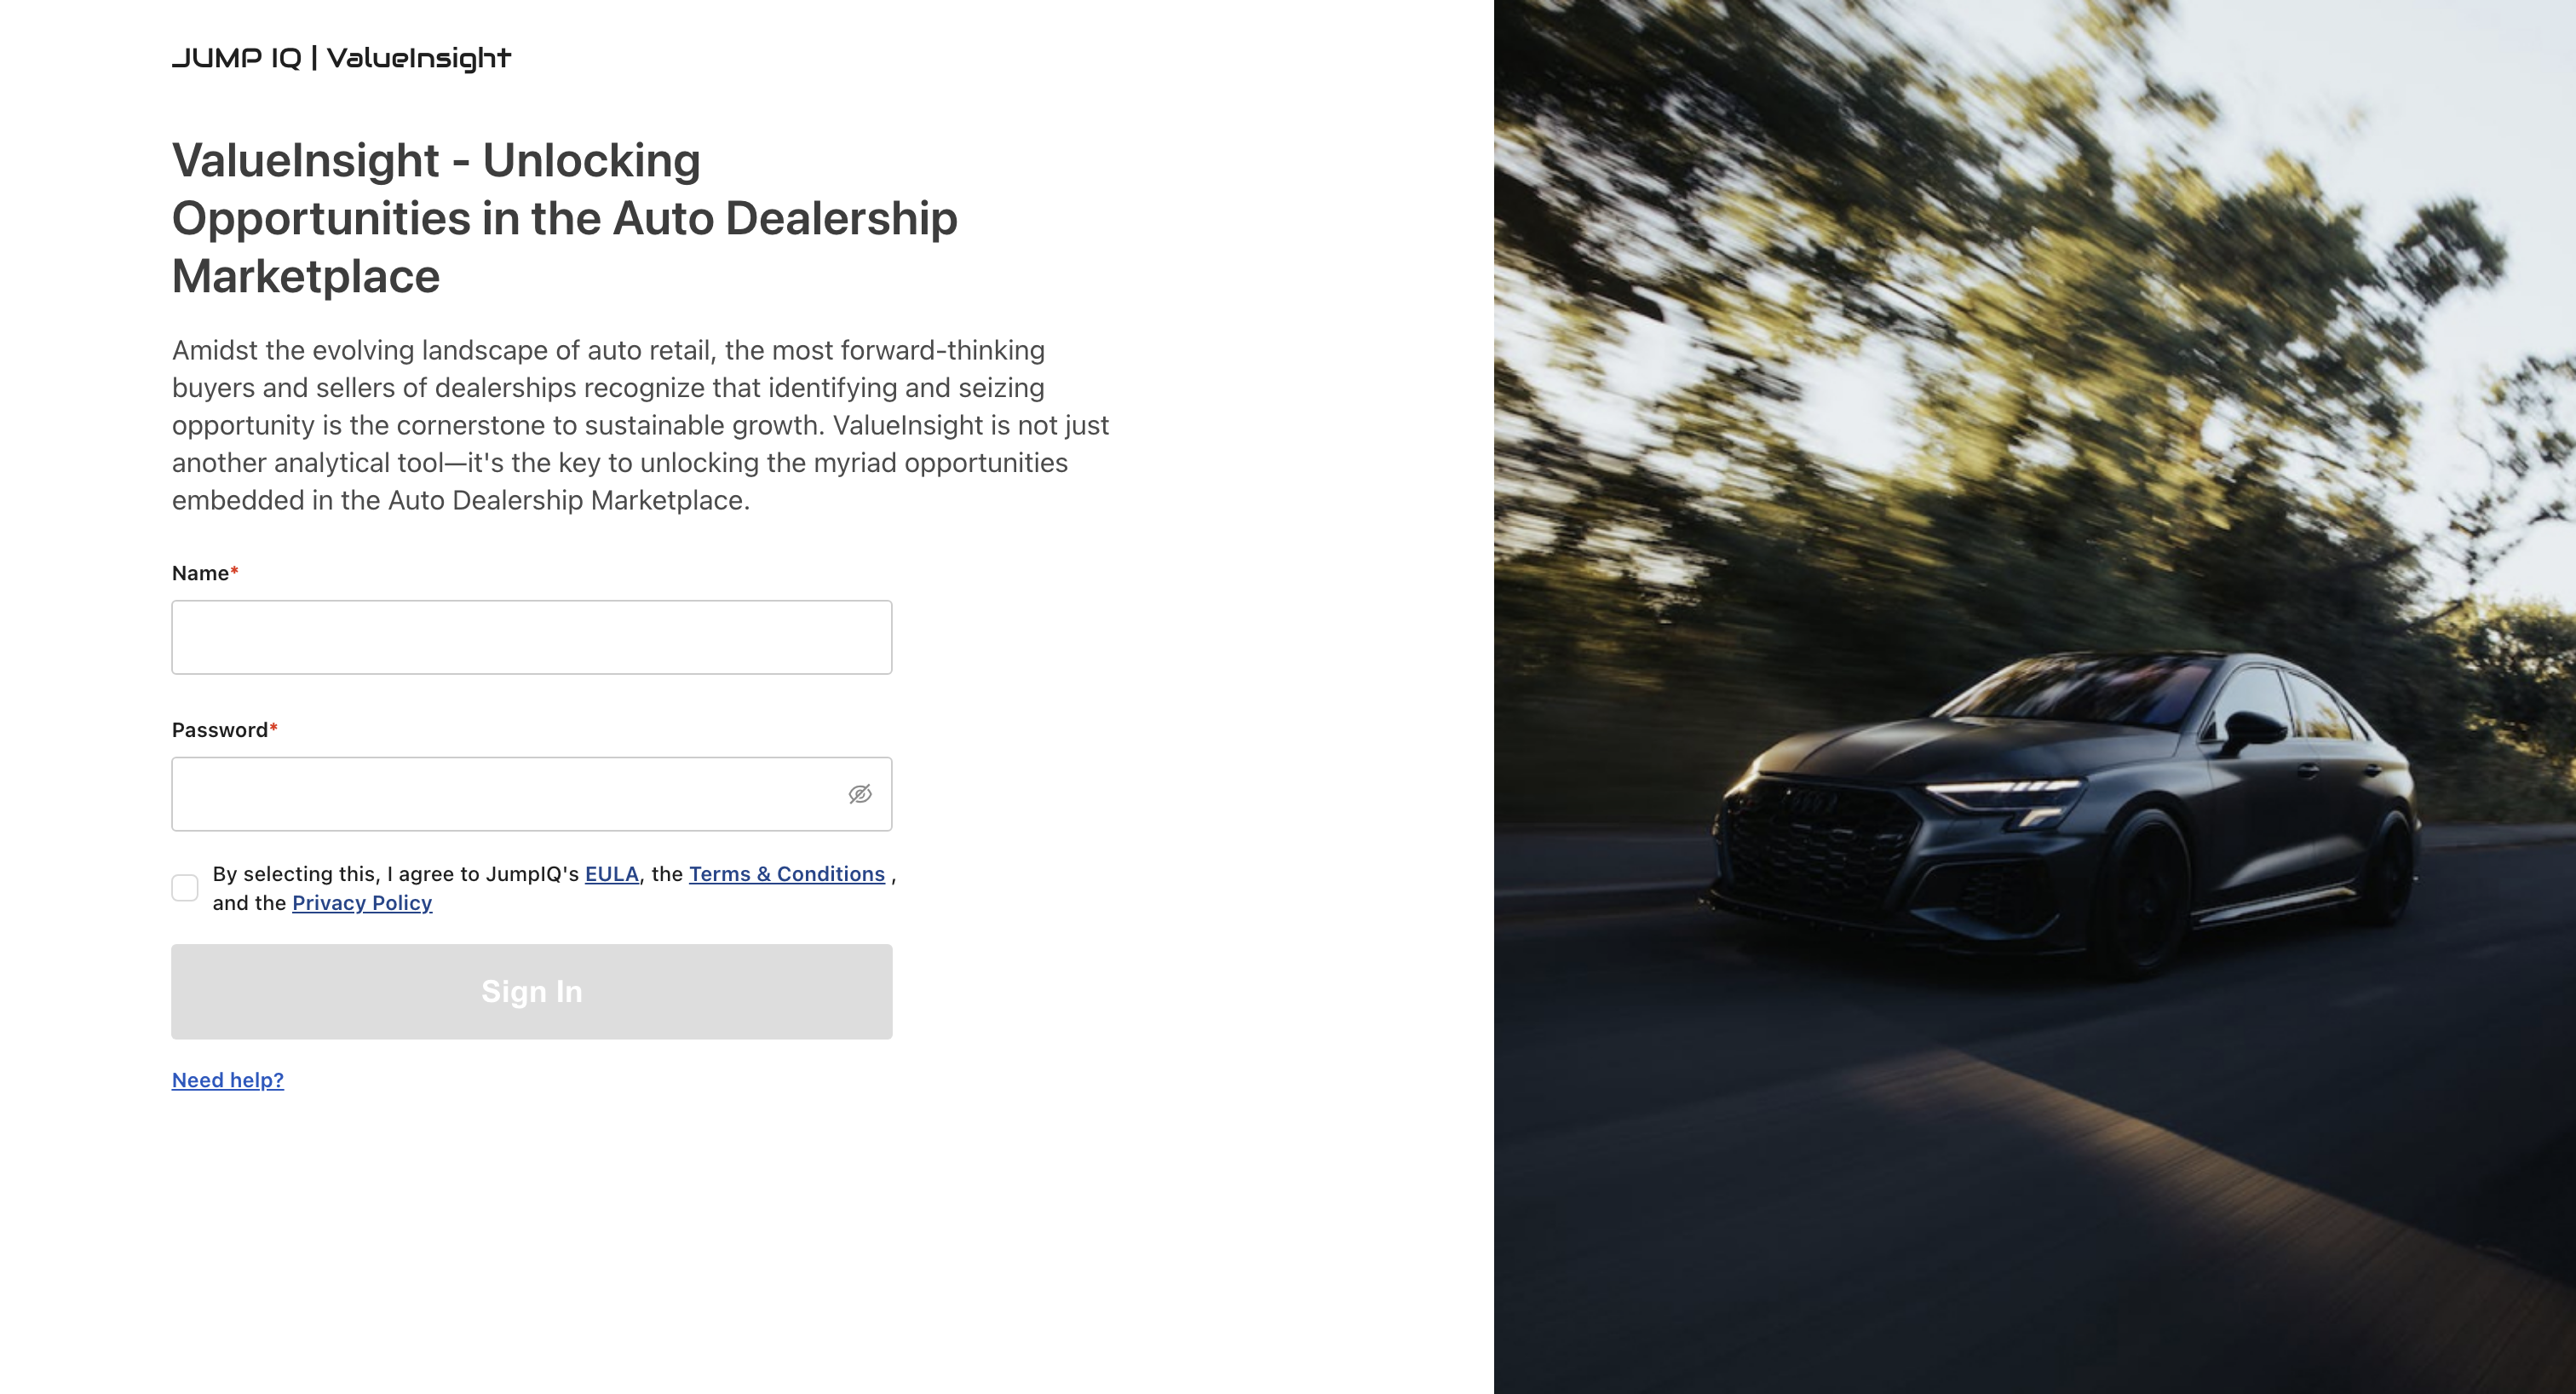 JUMP IQ | ValueInsight
ValueInsight - Unlocking
Opportunities in the Auto Dealership
Marketplace
Amidst the evolving landscape of auto retail, the most forward-thinking
buyers and sellers of dealerships recognize that identifying and seizing
opportunity is the cornerstone to sustainable growth. ValueInsight is not just
another analytical tool—it's the key to unlocking the myriad opportunities
embedded in the Auto Dealership Marketplace.
Name*
Password*
By selecting this, I agree to JumpIQ's EULA, the Terms & Conditions ,
and the Privacy Policy
Sign In
Need help?